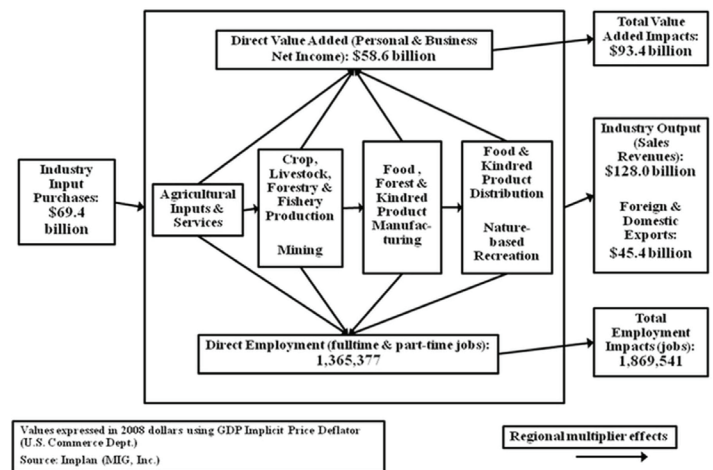 Direct Value Added (Personal & Business
Net Income): $58.6 billion
Total Value
Added Impacts:
$93.4 billion
Industry
Input
Purchases:
$69.4
billion
Agricultural
Inputs &
Services
Crop,
Livestock,
Forestry &
Fishery
Production
Mining
Food ,
Forest &
Kindred
Product
Manufac-
turing
Food &
Kindred
Product
Distribution
Nature-
based
Recreation
Industry Output
(Sales
Revenues):
$128.0 billion
Foreign &
Domestic
Exports:
$45.4 billion
Direct Employment (fulltime & part-time jobs):
1,365,377
Total
Employment
Impacts (jobs):
1,869,541
Values expressed in 2008 dollars using GDP Implicit Price Deflator
(U.S. Commerce Dept.)
Source: Implan (MIG, Inc.)
Regional multiplier effects